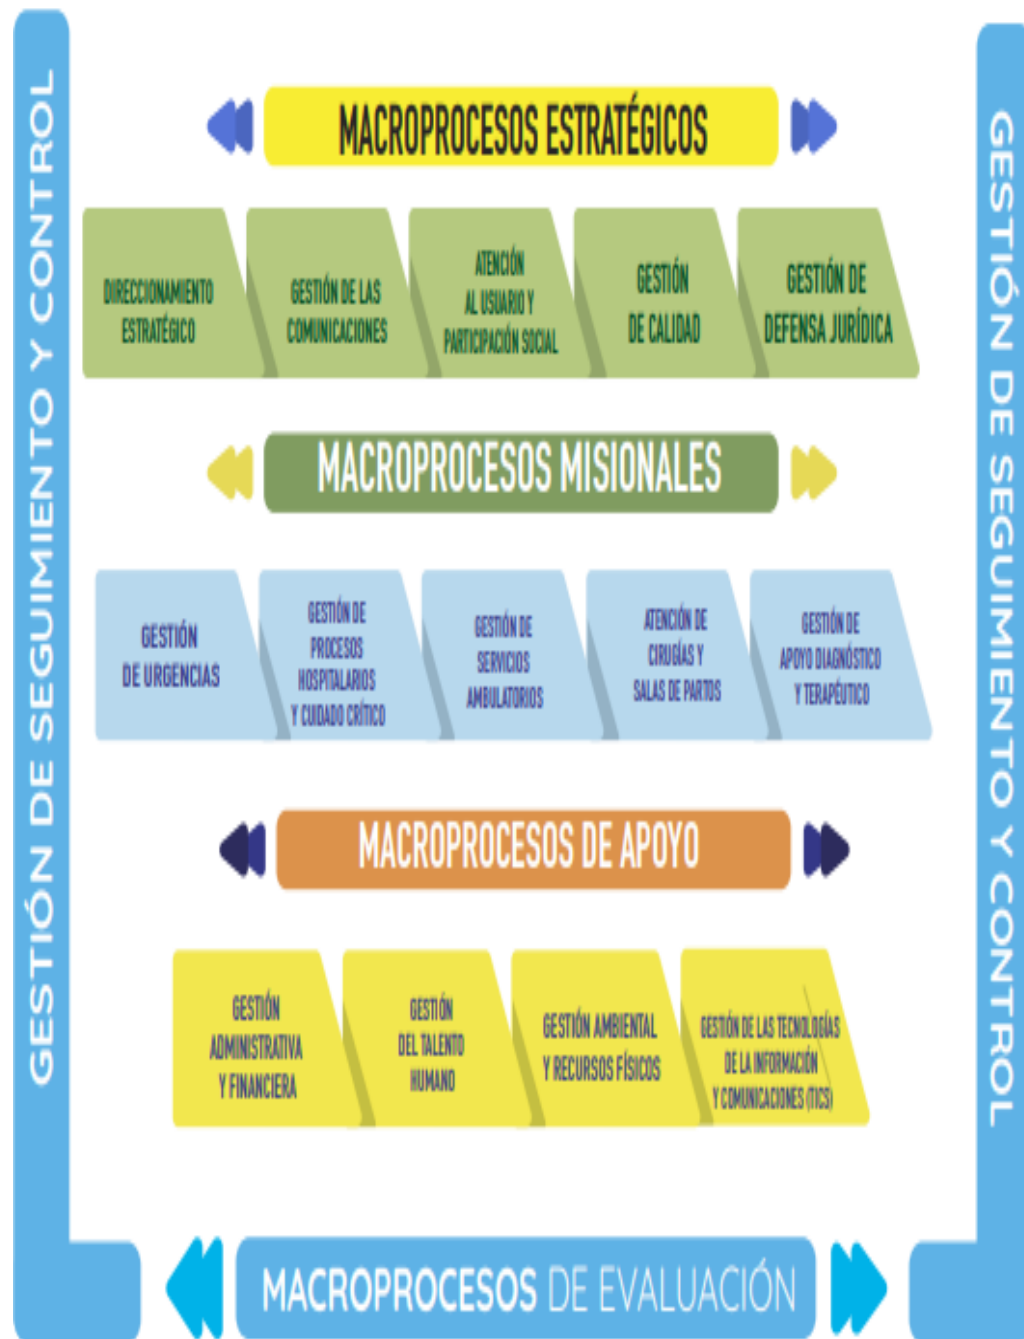 GESTIÓN DE SEGUIMIENTO Y CONTROL
MACROPROCESOS ESTRATÉGICOS
DIRECCIONAMIENTO
ESTRATÉGICO
GESTIÓN DE LAS
COMUNICACIONES
ATENCIÓN
AL USUARIO Y
PARTICIPACIÓN SOCIAL
GESTIÓN
DE CALIDAD
GESTIÓN DE
DEFENSA JURÍDICA
MACROPROCESOS MISIONALES
GESTIÓN
DE URGENCIAS
GESTIÓN DE
PROCESOS
HOSPITALARIOS
Y CUIDADO CRÍTICO
GESTIÓN DE
SERVICIOS
AMBULATORIOS
ATENCIÓN DE
CIRUGÍAS Y
SALAS DE PARTOS
GESTIÓN DE
APOYO DIAGNÓSTICO
Y TERAPÉUTICO
MACROPROCESOS DE APOYO
GESTIÓN
ADMINISTRATIVA
Y FINANCIERA
GESTIÓN
DEL TALENTO
HUMANO
GESTIÓN AMBIENTAL
Y RECURSOS FÍSICOS
GESTIÓN DE LAS TECNOLOGÍAS
DE LA INFORMACIÓN
Y COMUNICACIONES (TICS)
MACROPROCESOS DE EVALUACIÓN
GESTIÓN DE SEGUIMIENTO Y CONTROL